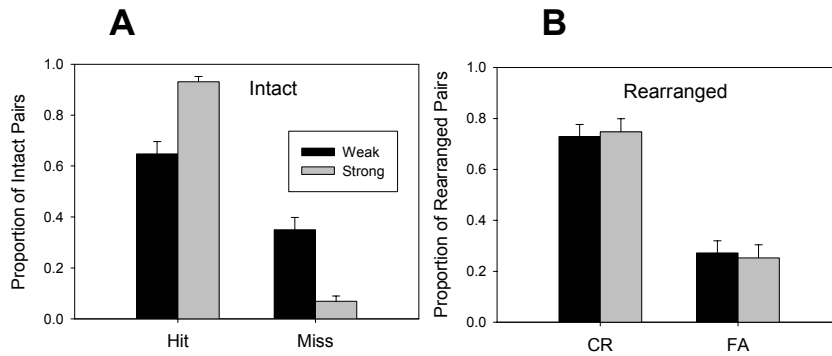 A
Proportion of Intact Pairs
1.0
0.8
0.6
0.4
0.2
0.0
Intact
Weak
Strong
Hit Miss
B
Proportion of Rearranged Pairs
1.0
0.8
0.6
0.4
0.2
0.0
Rearranged
CR FA